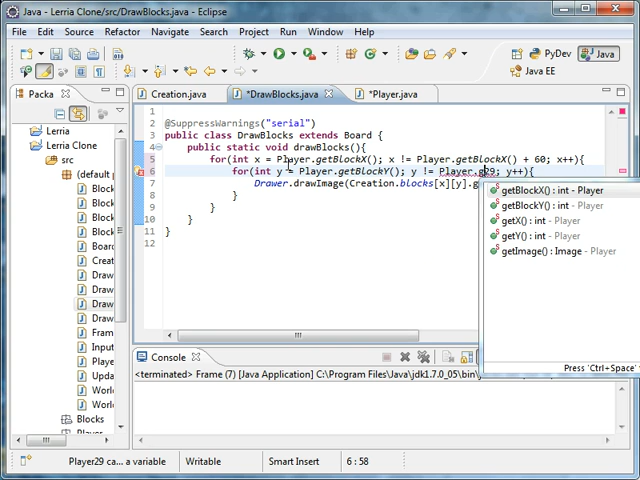 Java - Lerria Clone/src/DrawBlocks.java - Eclipse
File Edit Source Refactor Navigate Search Project Run Window Help
PyDev Java
Java EE
Packa
Creation.java *DrawBlocks.java *Player.java
Lerria
Lerria Clone
src
Block
Block
Block
Block
Board
Creat
Draw
Draw
Draw
Fram
Input
Player
Updat
World
World
Blocks
1
2 @SuppressWarnings("serial")
3 public class DrawBlocks extends Board {
4 public static void drawBlocks(){
5 for(int x = Player.getBlockX(); x != Player.getBlockX() + 60; x++){
6 for(int y = Player.getBlockY(); y != Player.g29; y++){
7 Drawer.drawImage(Creation.blocks[x][y].g
8 }
9 }
10 }
11 }
12
getBlockX() : int - Player
getBlockY() : int - Player
getX() : int - Player
getY() : int - Player
getImage() : Image - Player
Press 'Ctrl+Space'
Console
<terminated> Frame (7) [Java Application] C:\Program Files\Java\jdk1.7.0_05\bin\
Player29 ca... a variable Writable Smart Insert 6 : 58